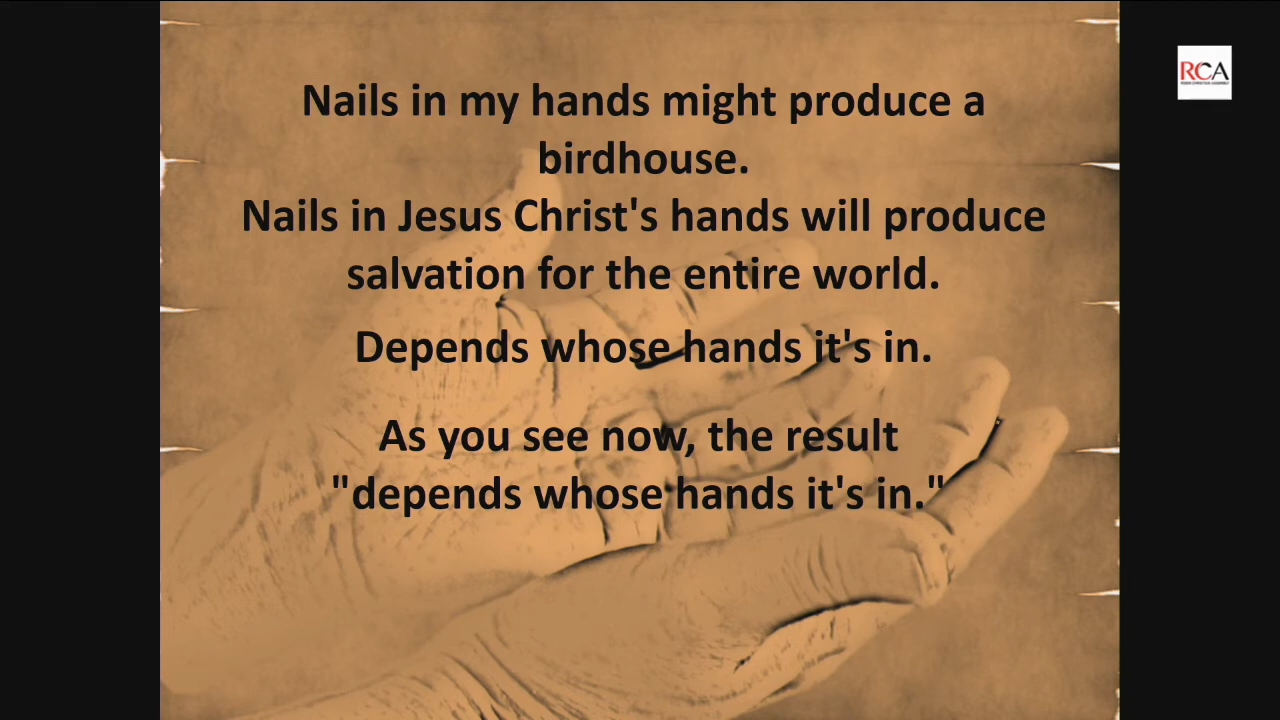 Nails in my hands might produce a
birdhouse.
Nails in Jesus Christ's hands will produce
salvation for the entire world.
Depends whose hands it's in.
As you see now, the result
"depends whose hands it's in."
RCA